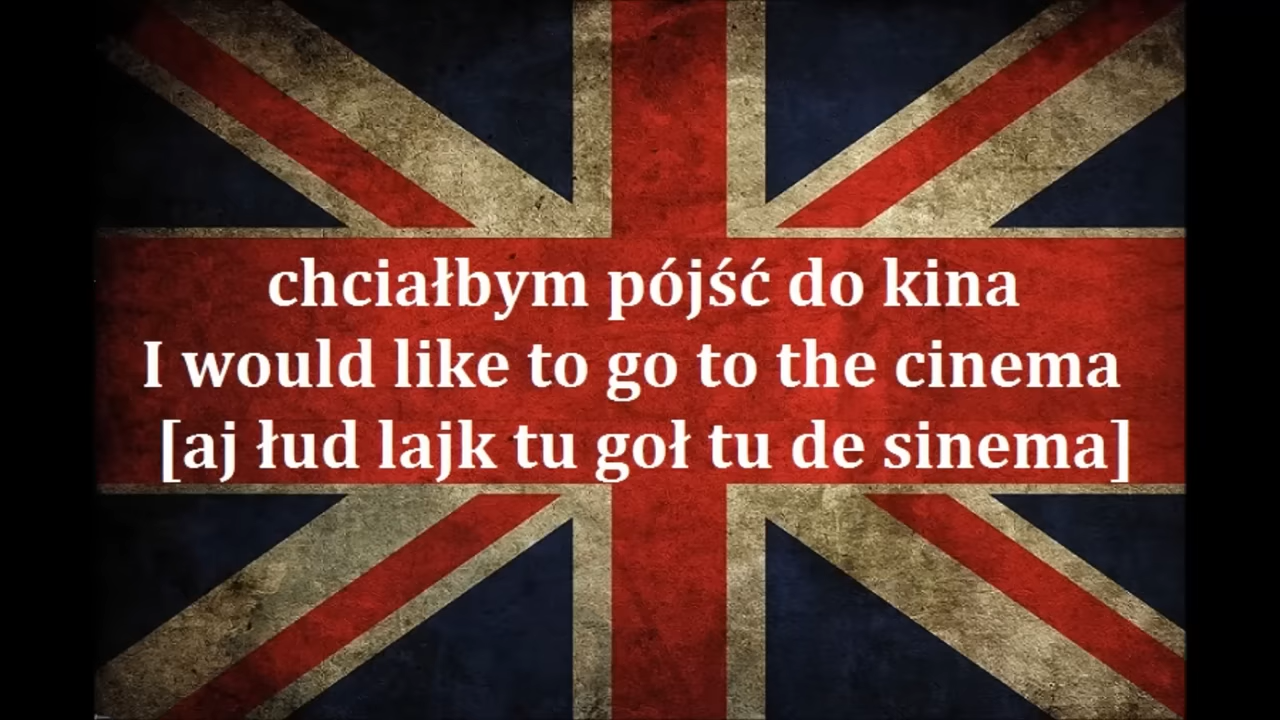 chciałbym pójść do kina
I would like to go to the cinema
[aj łud lajk tu goł tu de sinema]